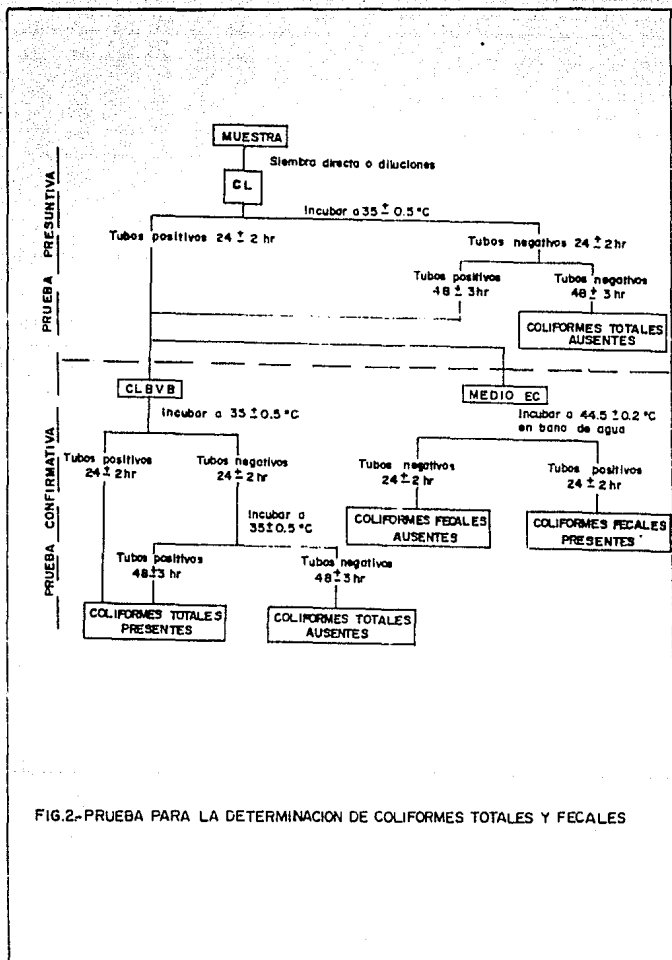 MUESTRA
Siembra directa o diluciones
CL
Incubar a 35 ± 0.5 °C
PRUEBA PRESUNTIVA
Tubos positivos 24 ± 2 hr
Tubos negativos 24 ± 2 hr
Tubos positivos
48 ± 3 hr
Tubos negativos
48 ± 3 hr
COLIFORMES TOTALES
AUSENTES
PRUEBA CONFIRMATIVA
CLBVB
Incubar a 35 ± 0.5 °C
Tubos positivos
24 ± 2 hr
Tubos negativos
24 ± 2 hr
Incubar a
35 ± 0.5 °C
Tubos positivos
48 ± 3 hr
Tubos negativos
48 ± 3 hr
COLIFORMES TOTALES
PRESENTES
COLIFORMES TOTALES
AUSENTES
MEDIO EC
Incubar a 44.5 ± 0.2 °C
en bano de agua
Tubos negativos
24 ± 2 hr
Tubos positivos
24 ± 2 hr
COLIFORMES FECALES
AUSENTES
COLIFORMES FECALES
PRESENTES
FIG.2.- PRUEBA PARA LA DETERMINACION DE COLIFORMES TOTALES Y FECALES